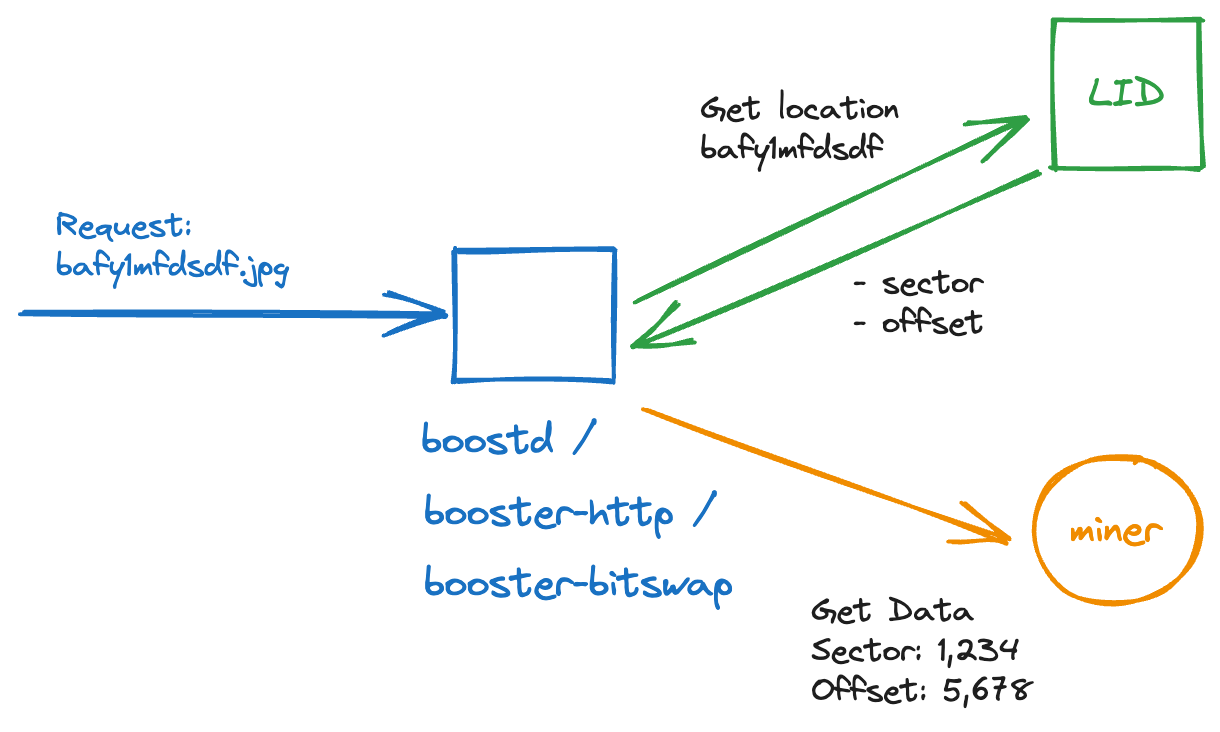 LID
Get location
bafy1mfdsdf
Request:
bafy1mfdsdf.jpg
- sector
- offset
boostd /
booster-http /
booster-bitswap
miner
Get Data
Sector: 1,234
Offset: 5,678